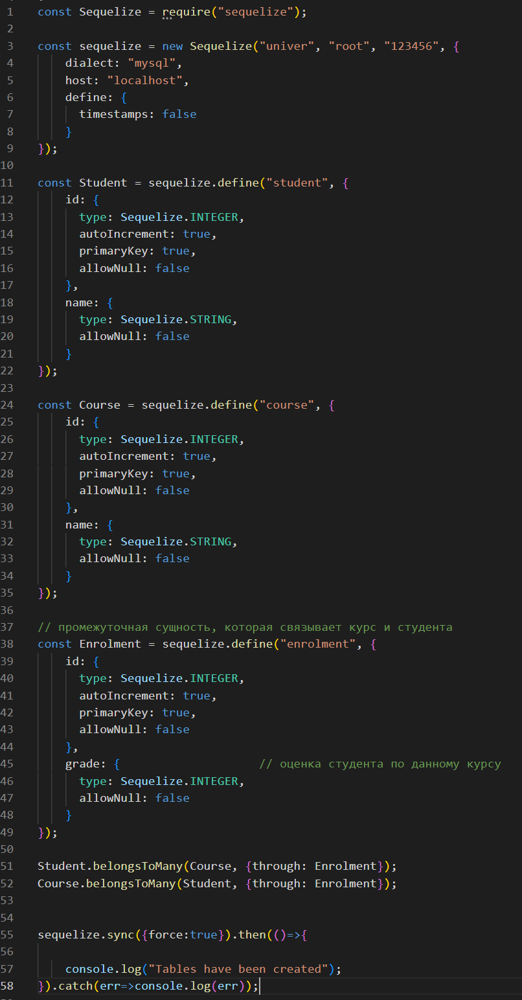 1 const Sequelize = require("sequelize");
2
3 const sequelize = new Sequelize("univer", "root", "123456", {
4 dialect: "mysql",
5 host: "localhost",
6 define: {
7 timestamps: false
8 }
9 });
10
11 const Student = sequelize.define("student", {
12 id: {
13 type: Sequelize.INTEGER,
14 autoIncrement: true,
15 primaryKey: true,
16 allowNull: false
17 },
18 name: {
19 type: Sequelize.STRING,
20 allowNull: false
21 }
22 });
23
24 const Course = sequelize.define("course", {
25 id: {
26 type: Sequelize.INTEGER,
27 autoIncrement: true,
28 primaryKey: true,
29 allowNull: false
30 },
31 name: {
32 type: Sequelize.STRING,
33 allowNull: false
34 }
35 });
36
37 // промежуточная сущность, которая связывает курс и студента
38 const Enrolment = sequelize.define("enrolment", {
39 id: {
40 type: Sequelize.INTEGER,
41 autoIncrement: true,
42 primaryKey: true,
43 allowNull: false
44 },
45 grade: { // оценка студента по данному курсу
46 type: Sequelize.INTEGER,
47 allowNull: false
48 }
49 });
50
51 Student.belongsToMany(Course, {through: Enrolment});
52 Course.belongsToMany(Student, {through: Enrolment});
53
54
55 sequelize.sync({force:true}).then(()=>{
56
57 console.log("Tables have been created");
58 }).catch(err=>console.log(err));